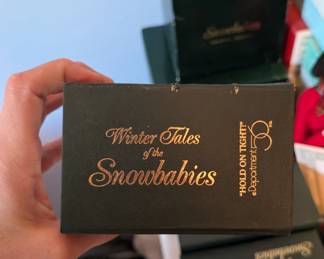 Winter Tales
of the
Snowbabies
"HOLD ON TIGHT!"
Department 56